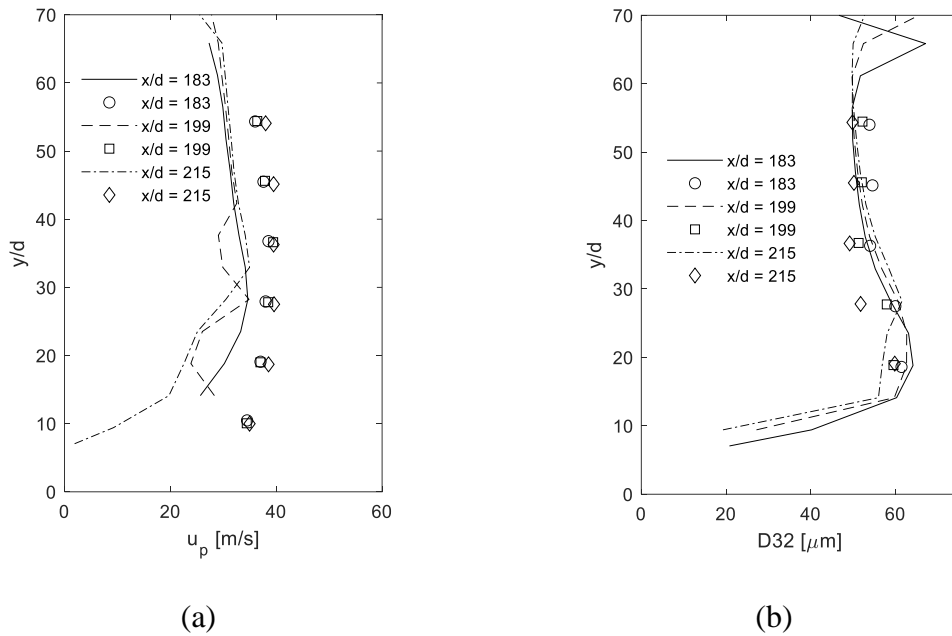 70
60
50
40
30
20
10
0
y/d
x/d = 183
x/d = 183
x/d = 199
x/d = 199
x/d = 215
x/d = 215
0 20 40 60
u_p [m/s]
(a)
70
60
50
40
30
20
10
0
y/d
x/d = 183
x/d = 183
x/d = 199
x/d = 199
x/d = 215
x/d = 215
0 20 40 60
D32 [μm]
(b)